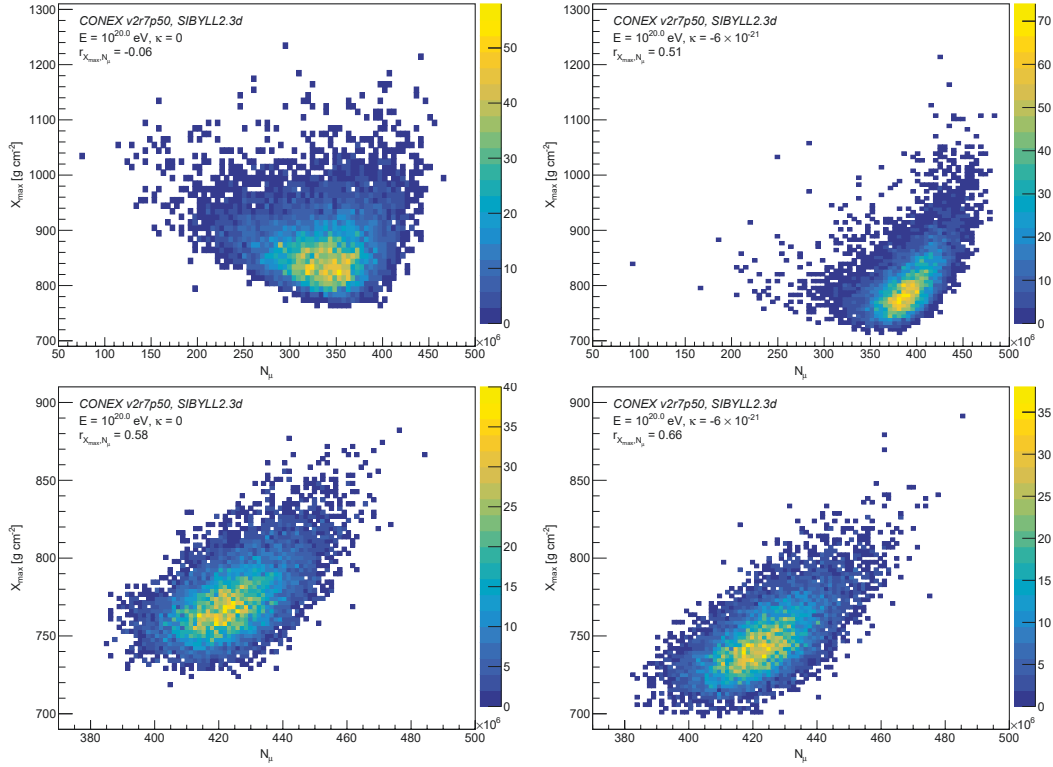 CONEX v2r7p50, SIBYLL2.3d
E = 10^20.0 eV, κ = 0
r_Xmax,Nμ = -0.06
1300
1200
1100
1000
900
800
700
X_max [g cm^-2]
50 100 150 200 250 300 350 400 450 500
×10^6
N_μ
50
40
30
20
10
0
CONEX v2r7p50, SIBYLL2.3d
E = 10^20.0 eV, κ = −6 × 10^-21
r_Xmax,Nμ = 0.51
1300
1200
1100
1000
900
800
700
X_max [g cm^-2]
50 100 150 200 250 300 350 400 450 500
×10^6
N_μ
70
60
50
40
30
20
10
0
CONEX v2r7p50, SIBYLL2.3d
E = 10^20.0 eV, κ = 0
r_Xmax,Nμ = 0.58
900
850
800
750
700
X_max [g cm^-2]
380 400 420 440 460 480 500
×10^6
N_μ
40
35
30
25
20
15
10
5
0
CONEX v2r7p50, SIBYLL2.3d
E = 10^20.0 eV, κ = −6 × 10^-21
r_Xmax,Nμ = 0.66
900
850
800
750
700
X_max [g cm^-2]
380 400 420 440 460 480 500
×10^6
N_μ
35
30
25
20
15
10
5
0